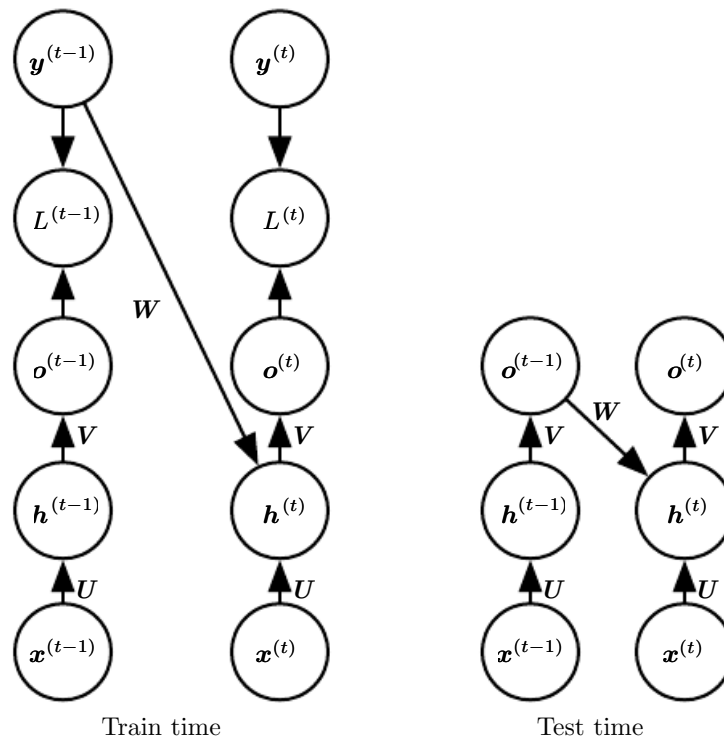 y^(t−1) y^(t)
L^(t−1) L^(t)
W
o^(t−1) o^(t) o^(t−1) o^(t)
W
V V V V
h^(t−1) h^(t) h^(t−1) h^(t)
U U U U
x^(t−1) x^(t) x^(t−1) x^(t)
Train time Test time